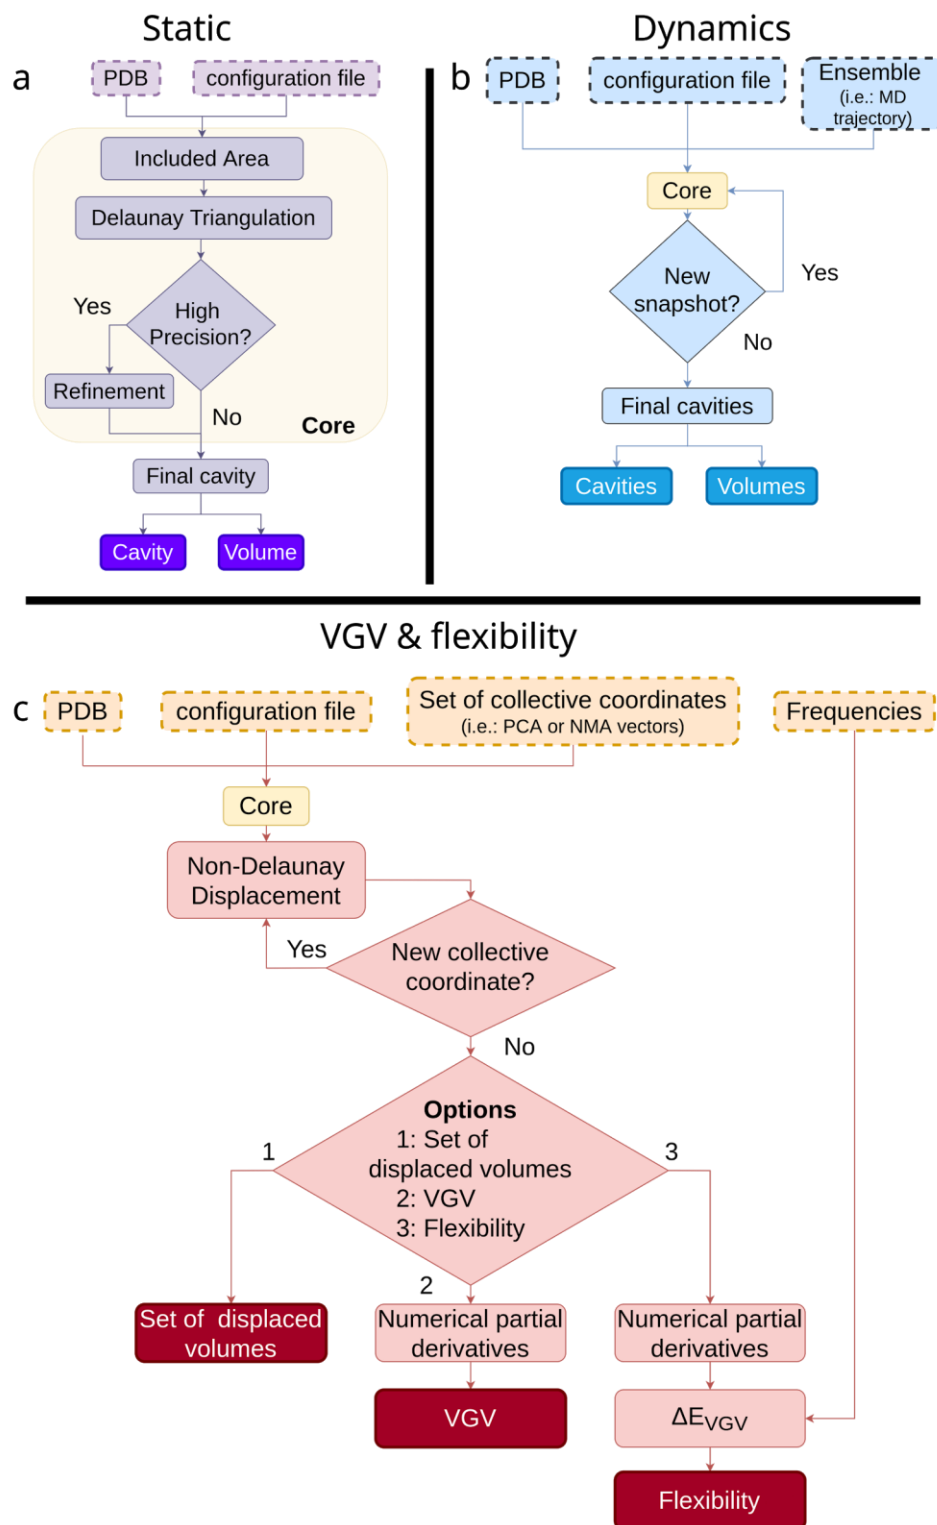 Static
Dynamics
a
PDB
configuration file
Included Area
Delaunay Triangulation
High
Precision?
Yes
Refinement
No
Core
Final cavity
Cavity
Volume
b
PDB
configuration file
Ensemble
(i.e.: MD
trajectory)
Core
New
snapshot?
Yes
No
Final cavities
Cavities
Volumes
VGV & flexibility
c
PDB
configuration file
Set of collective coordinates
(i.e.: PCA or NMA vectors)
Frequencies
Core
Non-Delaunay
Displacement
Yes
New collective
coordinate?
No
Options
1: Set of
displaced volumes
2: VGV
3: Flexibility
1
3
2
Set of displaced
volumes
Numerical partial
derivatives
Numerical partial
derivatives
VGV
ΔE_VGV
Flexibility